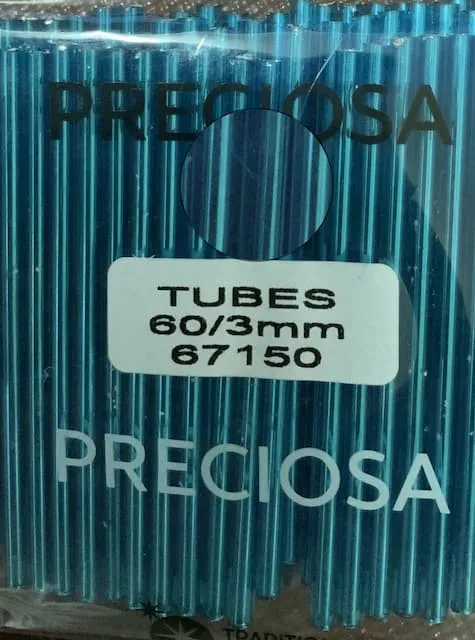 PRECIOSA
TUBES
60/3mm
67150
PRECIOSA